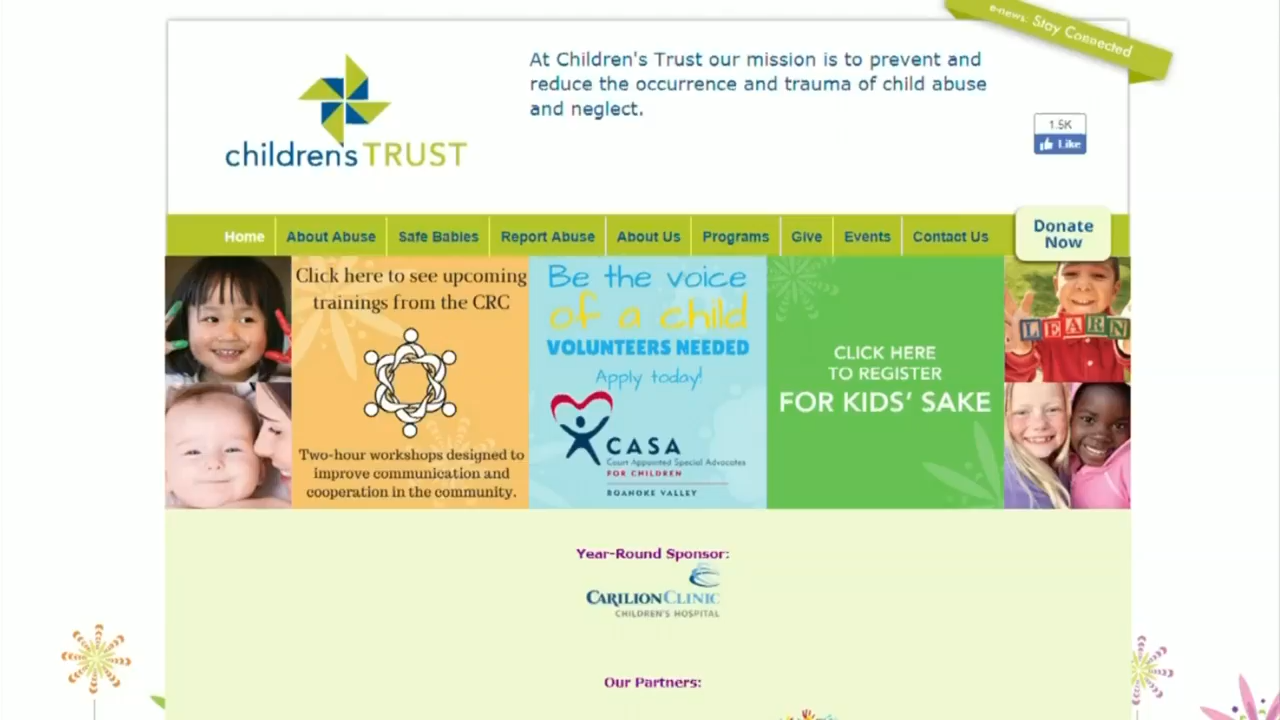 e-news: Stay Connected
At Children's Trust our mission is to prevent and
reduce the occurrence and trauma of child abuse
and neglect.
children's TRUST
1.5K
Like
Home About Abuse Safe Babies Report Abuse About Us Programs Give Events Contact Us
Donate
Now
Click here to see upcoming
trainings from the CRC
Two-hour workshops designed to
improve communication and
cooperation in the community.
Be the voice
of a child
VOLUNTEERS NEEDED
Apply today!
CASA
Court Appointed Special Advocates
FOR CHILDREN
ROANOKE VALLEY
CLICK HERE
TO REGISTER
FOR KIDS' SAKE
LEARN
Year-Round Sponsor:
CARILION CLINIC
CHILDREN'S HOSPITAL
Our Partners: